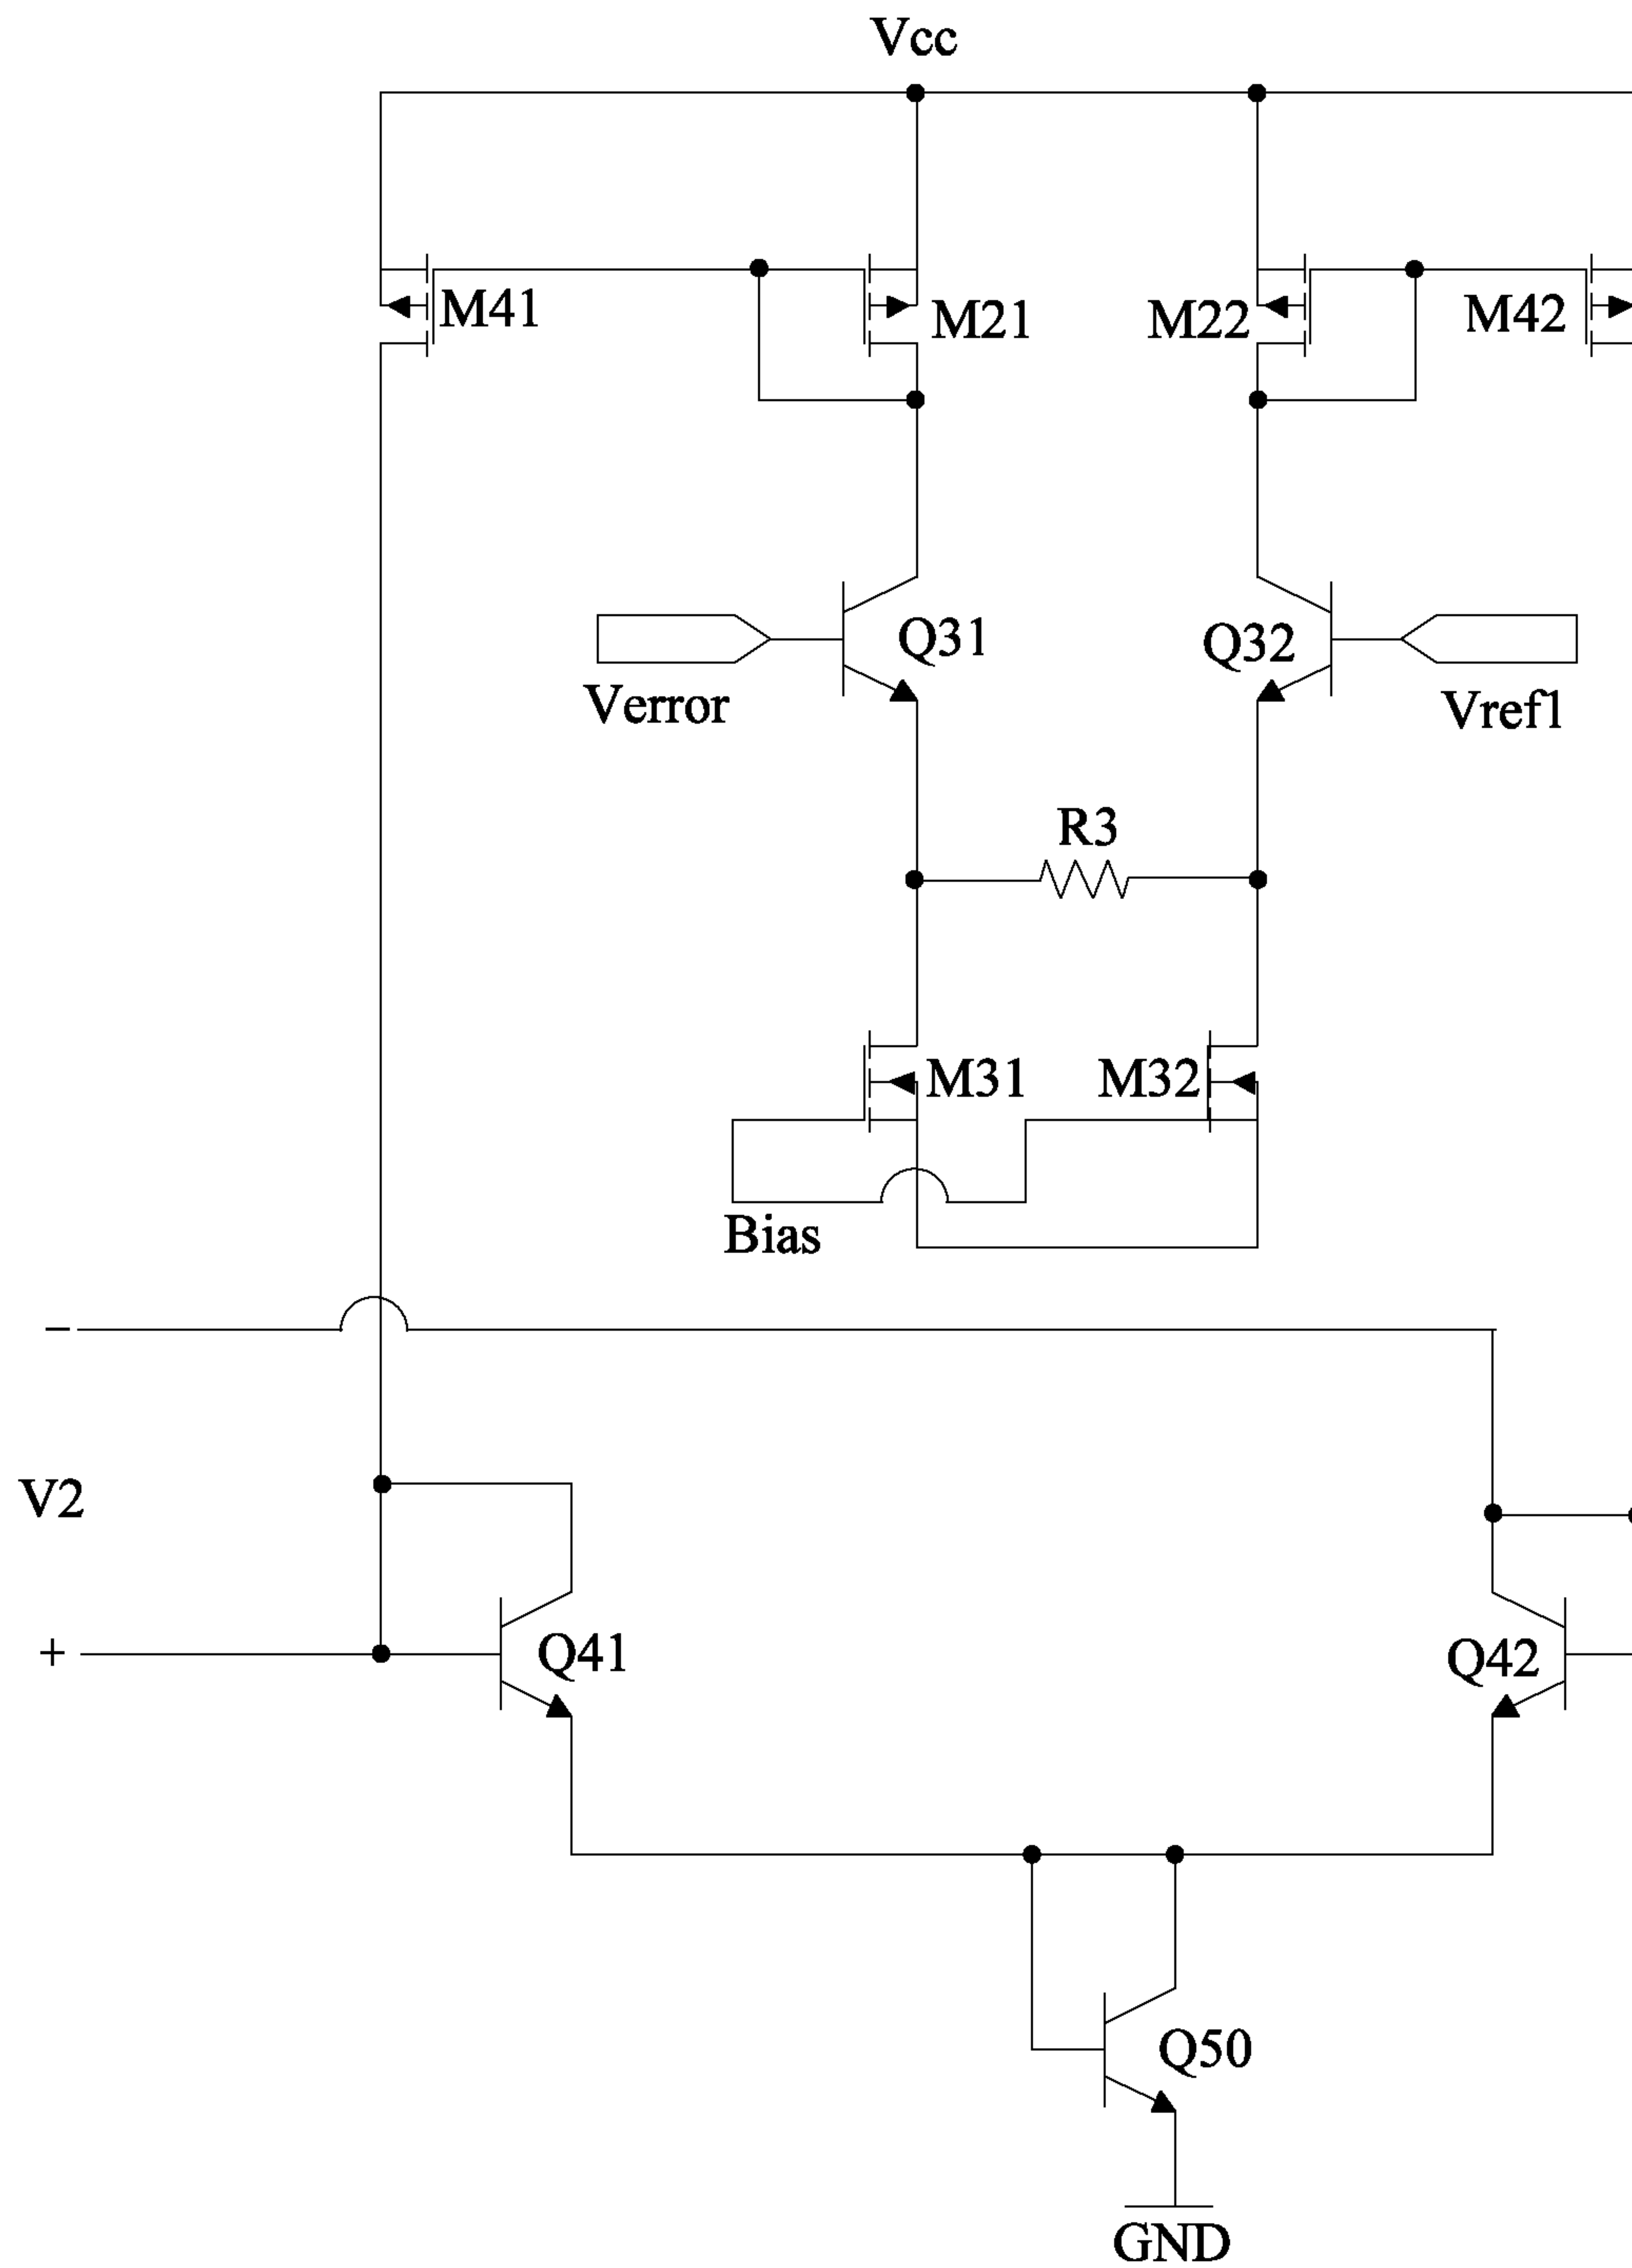 Vcc
M41
M21
M22
M42
Q31
Q32
Verror
Vref1
R3
M31
M32
Bias
−
V2
+
Q41
Q42
Q50
GND